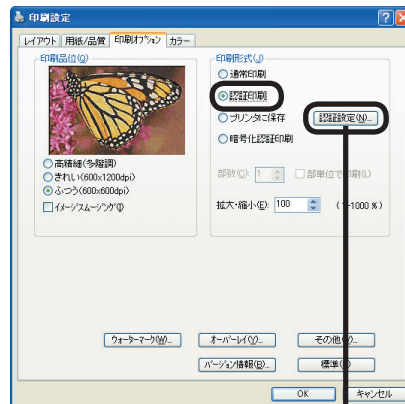 印刷設定
レイアウト 用紙/品質 印刷オプション カラー
印刷品位(Q)
高精細(多階調)
きれい(600x1200dpi)
ふつう(600x600dpi)
イメージスムージング(I)
印刷形式(J)
通常印刷
認証印刷
プリンタに保存
認証設定(N)...
暗号化認証印刷
部数(C): 1
部単位で印刷(L)
拡大・縮小(E): 100 (1-1000 %)
ウォーターマーク(W)...
オーバーレイ(Y)...
その他
バージョン情報(B)...
標準
OK
キャンセル